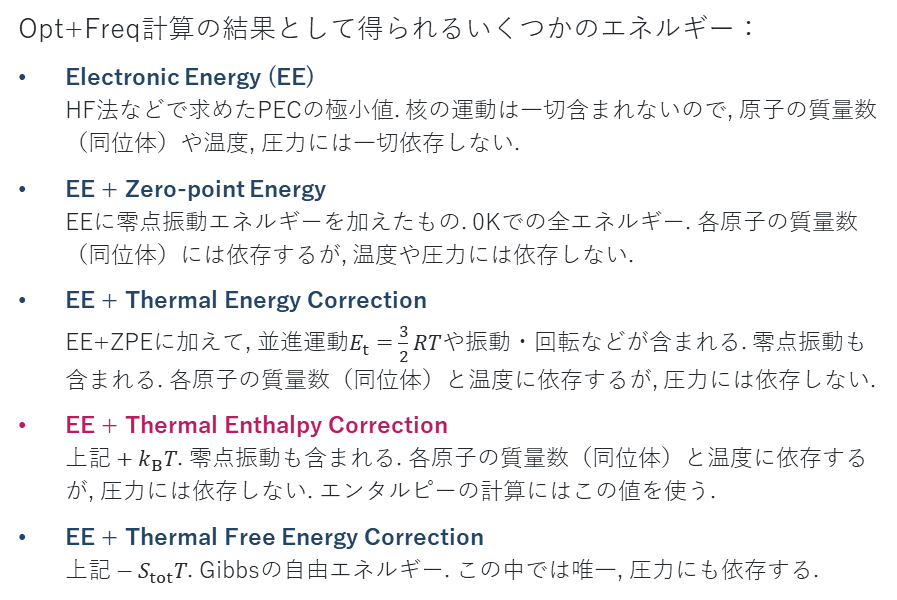 Opt+Freq計算の結果として得られるいくつかのエネルギー：
• Electronic Energy (EE)
HF法などで求めたPECの極小値. 核の運動は一切含まれないので, 原子の質量数
（同位体）や温度, 圧力には一切依存しない.
• EE + Zero-point Energy
EEに零点振動エネルギーを加えたもの. 0Kでの全エネルギー. 各原子の質量数
（同位体）には依存するが, 温度や圧力には依存しない.
• EE + Thermal Energy Correction
EE+ZPEに加えて, 並進運動E_t = 3/2 RTや振動・回転などが含まれる. 零点振動も
含まれる. 各原子の質量数（同位体）と温度に依存するが, 圧力には依存しない.
• EE + Thermal Enthalpy Correction
上記 + k_B T. 零点振動も含まれる. 各原子の質量数（同位体）と温度に依存する
が, 圧力には依存しない. エンタルピーの計算にはこの値を使う.
• EE + Thermal Free Energy Correction
上記 − S_tot T. Gibbsの自由エネルギー. この中では唯一, 圧力にも依存する.